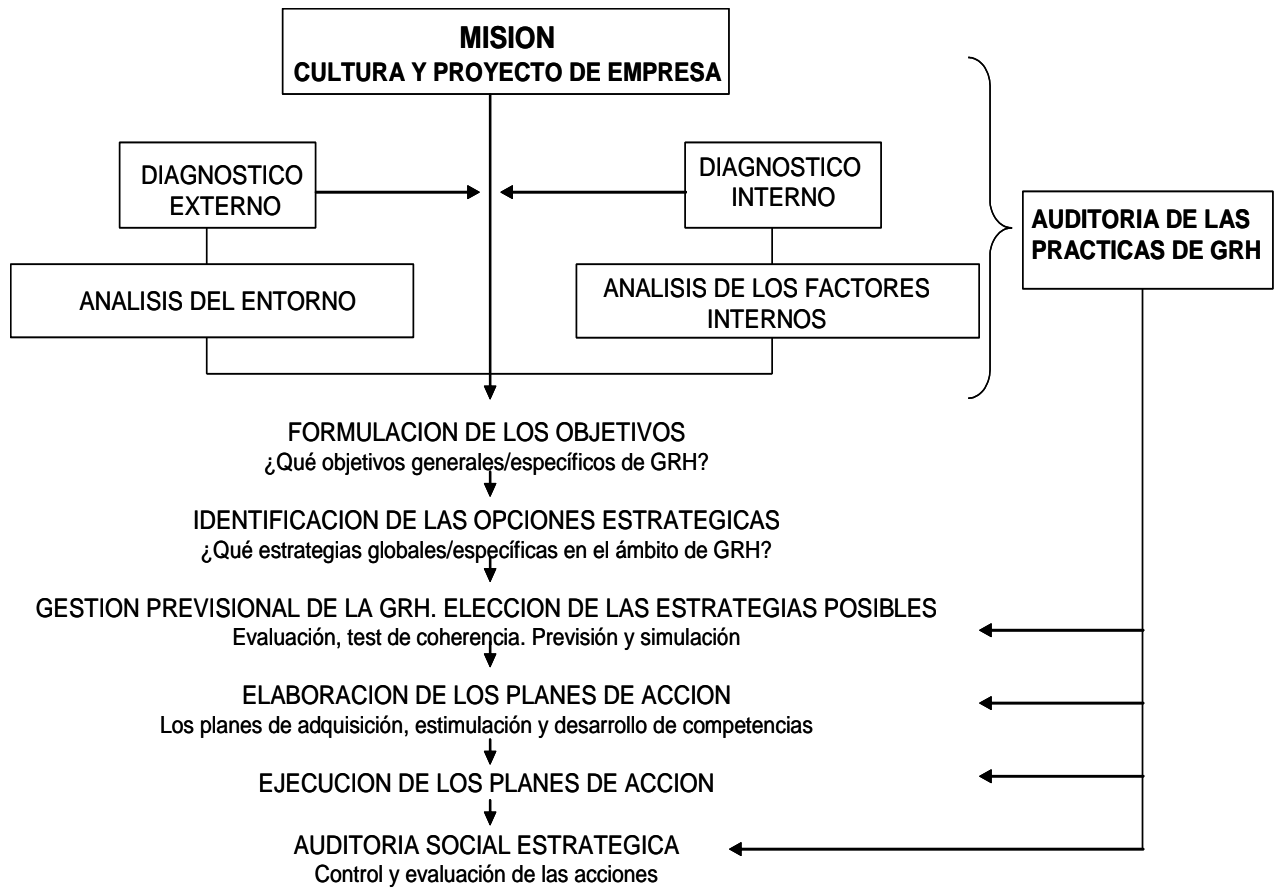 MISION
CULTURA Y PROYECTO DE EMPRESA
DIAGNOSTICO
EXTERNO
DIAGNOSTICO
INTERNO
AUDITORIA DE LAS
PRACTICAS DE GRH
ANALISIS DEL ENTORNO
ANALISIS DE LOS FACTORES
INTERNOS
FORMULACION DE LOS OBJETIVOS
¿Qué objetivos generales/específicos de GRH?
IDENTIFICACION DE LAS OPCIONES ESTRATEGICAS
¿Qué estrategias globales/específicas en el ámbito de GRH?
GESTION PREVISIONAL DE LA GRH. ELECCION DE LAS ESTRATEGIAS POSIBLES
Evaluación, test de coherencia. Previsión y simulación
ELABORACION DE LOS PLANES DE ACCION
Los planes de adquisición, estimulación y desarrollo de competencias
EJECUCION DE LOS PLANES DE ACCION
AUDITORIA SOCIAL ESTRATEGICA
Control y evaluación de las acciones